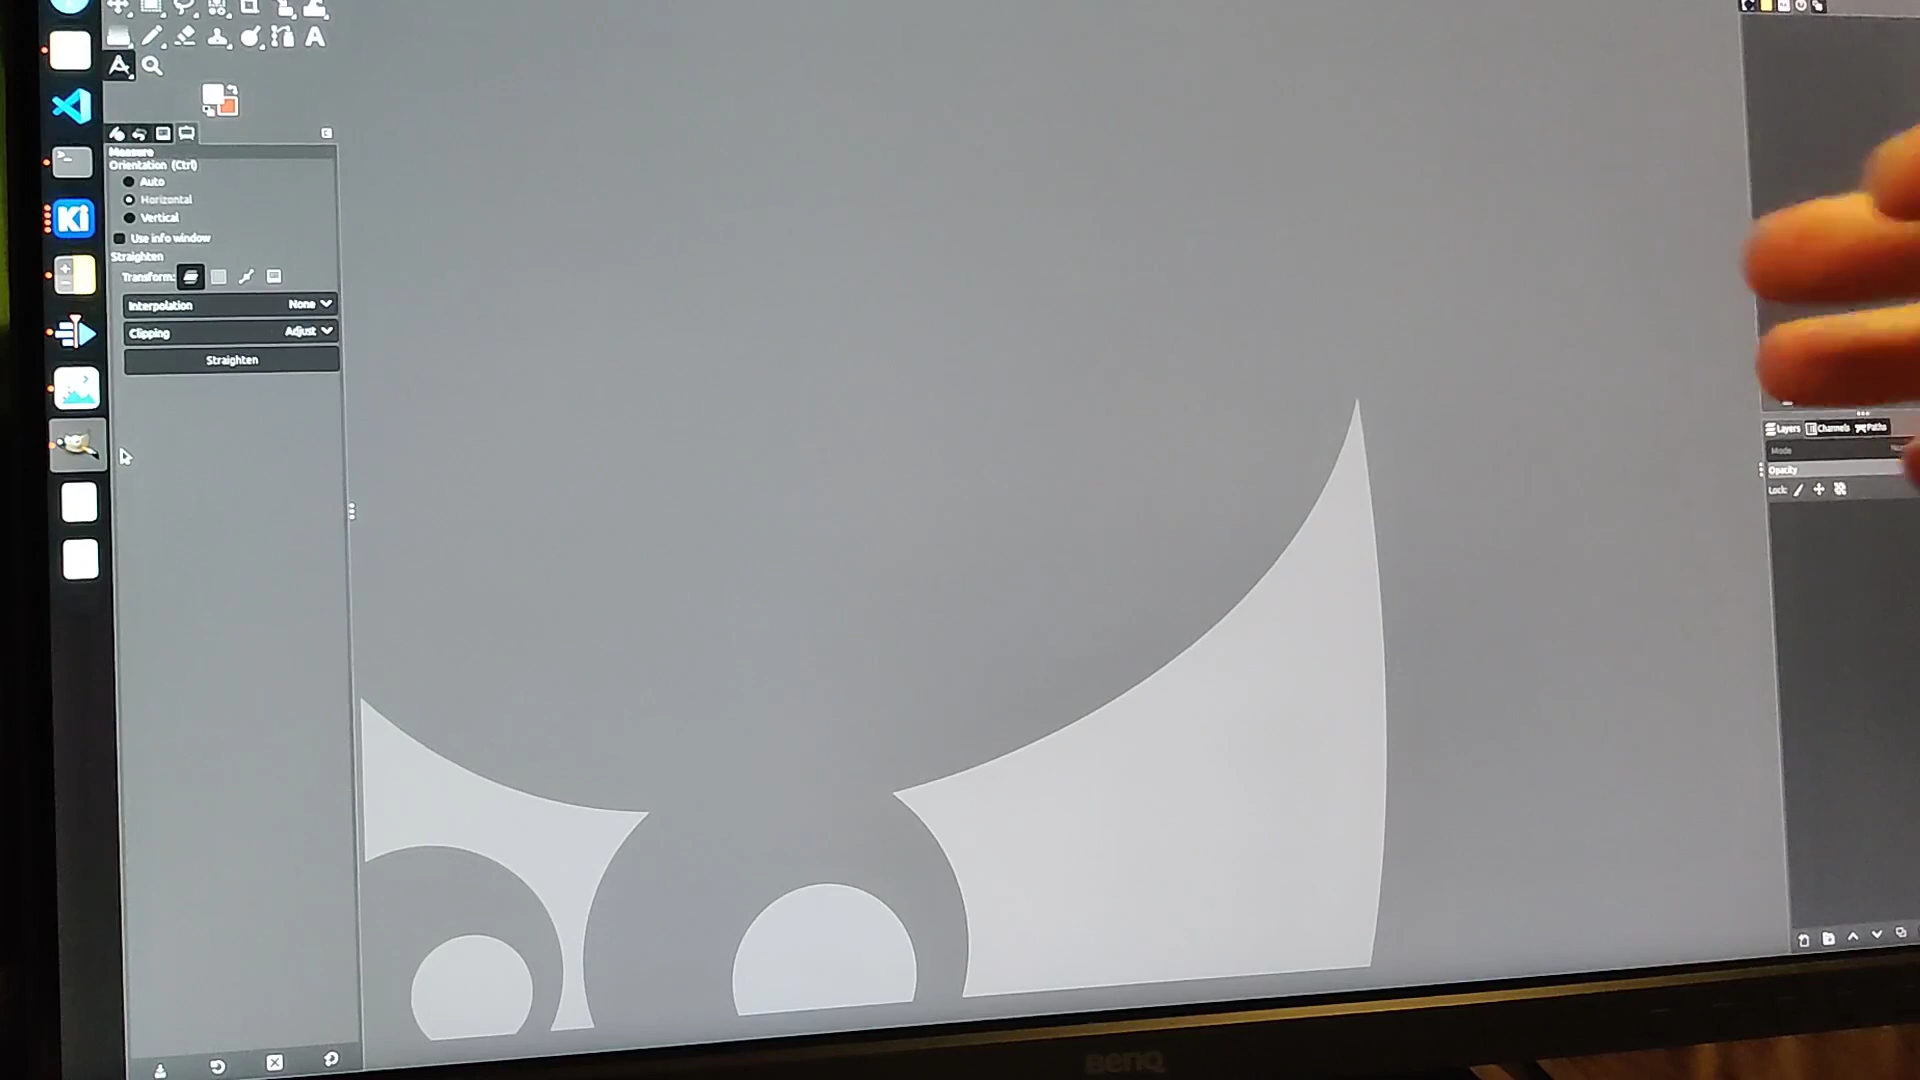 A
Measure
Orientation (Ctrl)
Auto
Horizontal
Vertical
Ki
Use info window
Straighten
Transform:
Interpolation None
Clipping Adjust
Straighten
Layers Channels Paths
Mode
Opacity
Lock:
BenQ